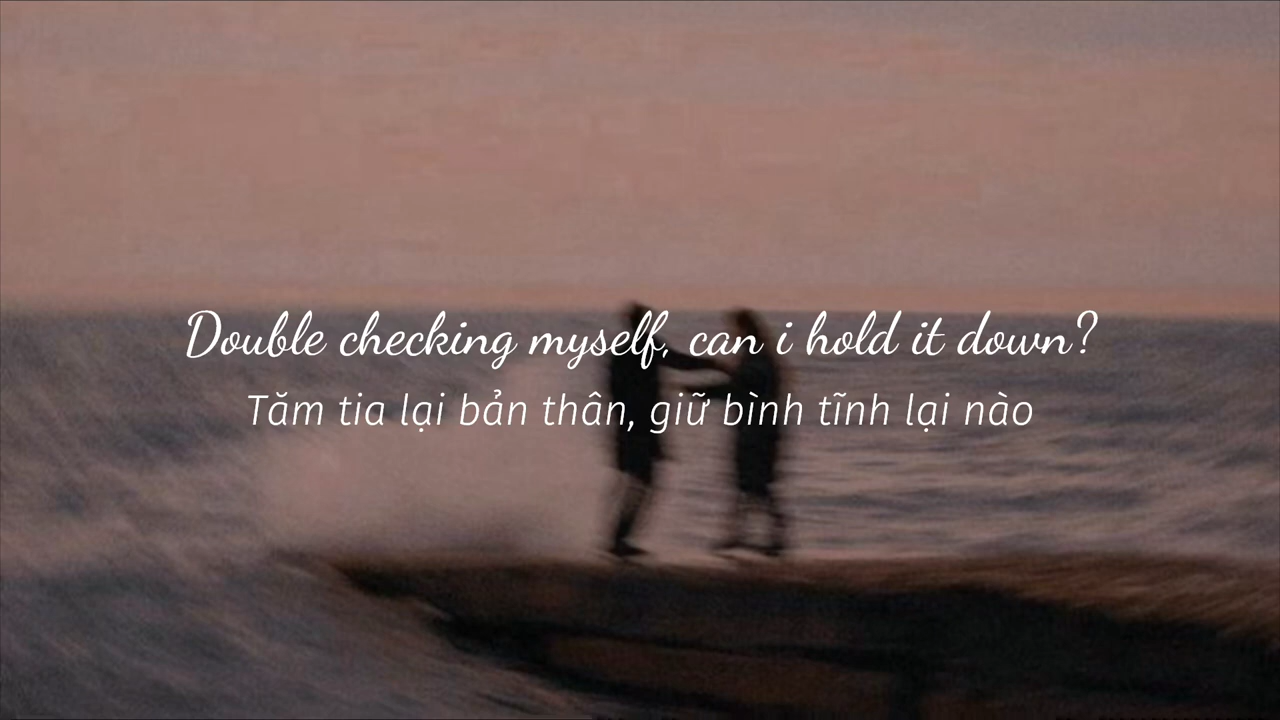 Double checking myself, can i hold it down?
Tăm tia lại bản thân, giữ bình tĩnh lại nào